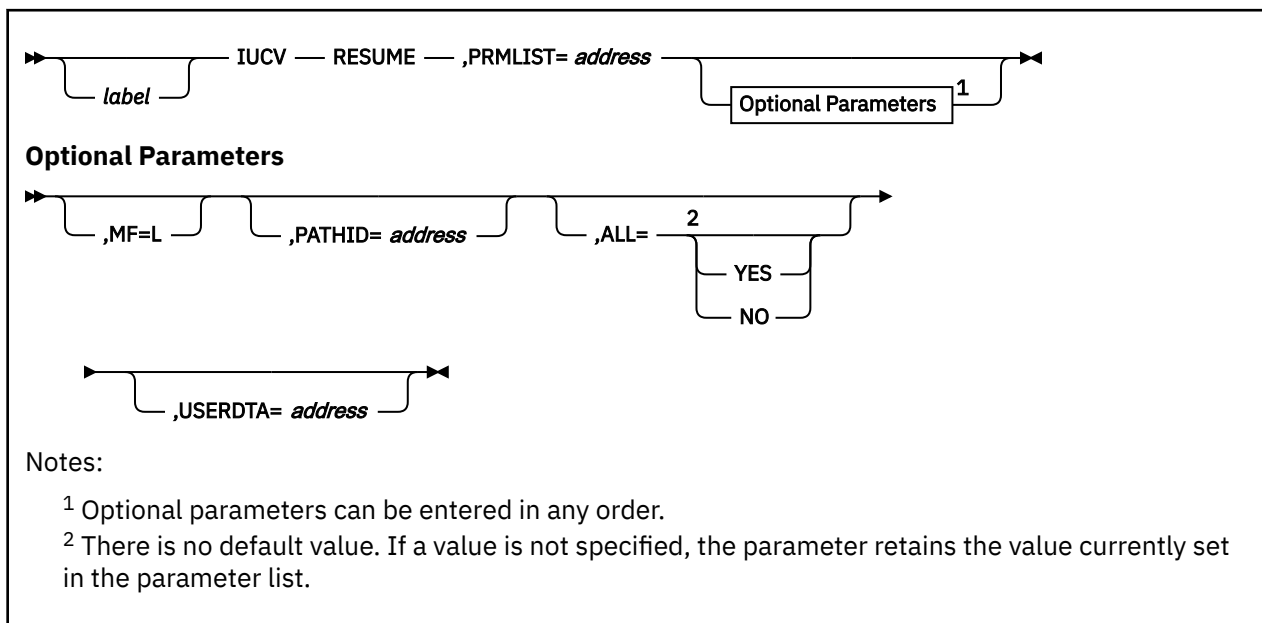 IUCV RESUME ,PRMLIST= address
label
Optional Parameters 1
Optional Parameters
,MF=L ,PATHID= address ,ALL= 2
YES
NO
,USERDTA= address
Notes:
1 Optional parameters can be entered in any order.
2 There is no default value. If a value is not specified, the parameter retains the value currently set
in the parameter list.